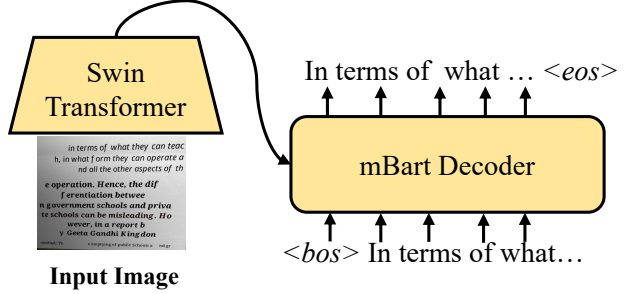 Swin
Transformer
in terms of what they can teac
h, in what form they can operate a
nd all the other aspects of th
e operation. Hence, the dif
ferentiation betwee
n government schools and priva
te schools can be misleading. Ho
wever, in a report b
y Geeta Gandhi Kingdon
Input Image
In terms of what … <eos>
mBart Decoder
<bos> In terms of what…